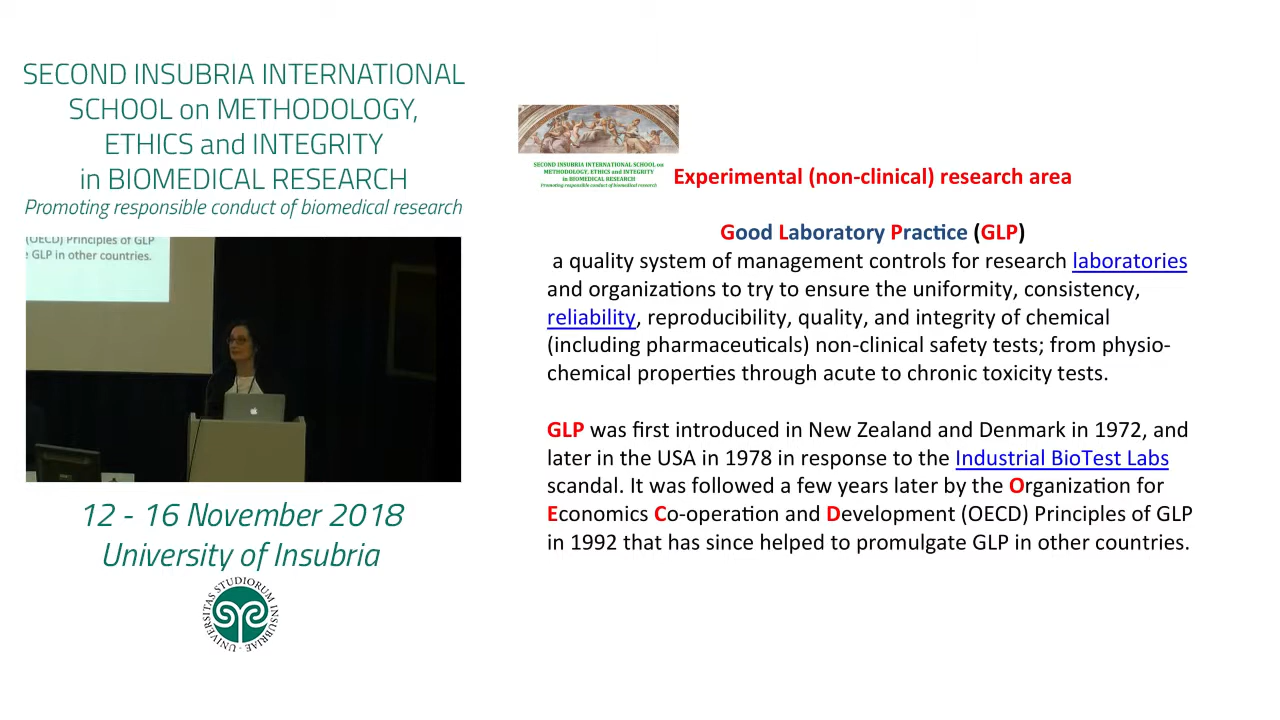 SECOND INSUBRIA INTERNATIONAL
SCHOOL on METHODOLOGY,
ETHICS and INTEGRITY
in BIOMEDICAL RESEARCH
Promoting responsible conduct of biomedical research
(OECD) Principles of GLP
GLP in other countries.
12 - 16 November 2018
University of Insubria
UNIVERSITAS STUDIORUM INSUBRIAE
SECOND INSUBRIA INTERNATIONAL SCHOOL on
METHODOLOGY, ETHICS and INTEGRITY
in BIOMEDICAL RESEARCH
Promoting responsible conduct of biomedical research
Experimental (non-clinical) research area
Good Laboratory Practice (GLP)
a quality system of management controls for research laboratories
and organizations to try to ensure the uniformity, consistency,
reliability, reproducibility, quality, and integrity of chemical
(including pharmaceuticals) non-clinical safety tests; from physio-
chemical properties through acute to chronic toxicity tests.
GLP was first introduced in New Zealand and Denmark in 1972, and
later in the USA in 1978 in response to the Industrial BioTest Labs
scandal. It was followed a few years later by the Organization for
Economics Co-operation and Development (OECD) Principles of GLP
in 1992 that has since helped to promulgate GLP in other countries.